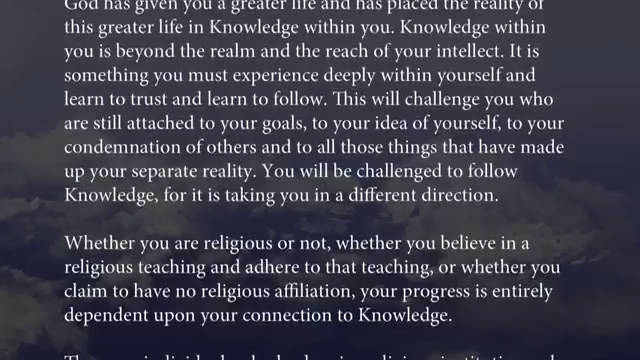 God has given you a greater life and has placed the reality of
this greater life in Knowledge within you. Knowledge within
you is beyond the realm and the reach of your intellect. It is
something you must experience deeply within yourself and
learn to trust and learn to follow. This will challenge you who
are still attached to your goals, to your idea of yourself, to your
condemnation of others and to all those things that have made
up your separate reality. You will be challenged to follow
Knowledge, for it is taking you in a different direction.
Whether you are religious or not, whether you believe in a
religious teaching and adhere to that teaching, or whether you
claim to have no religious affiliation, your progress is entirely
dependent upon your connection to Knowledge.